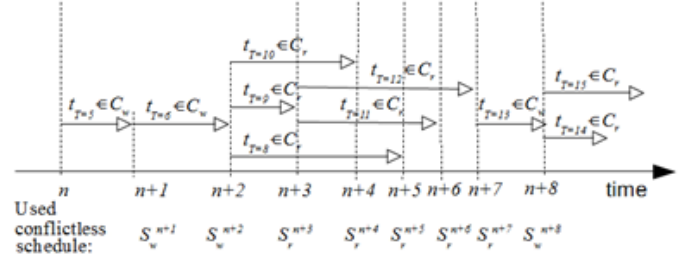 t_{T=10}∈C_r
t_{T=12}∈C_r
t_{T=15}∈C_r
t_{T=5}∈C_w t_{T=6}∈C_w t_{T=9}∈C_r t_{T=11}∈C_r t_{T=13}∈C_w t_{T=14}∈C_r
t_{T=8}∈C_r
n n+1 n+2 n+3 n+4 n+5 n+6 n+7 n+8 time
Used
conflictless
schedule: S_w^{n+1} S_w^{n+2} S_r^{n+3} S_r^{n+4} S_r^{n+5} S_r^{n+6} S_r^{n+7} S_w^{n+8}